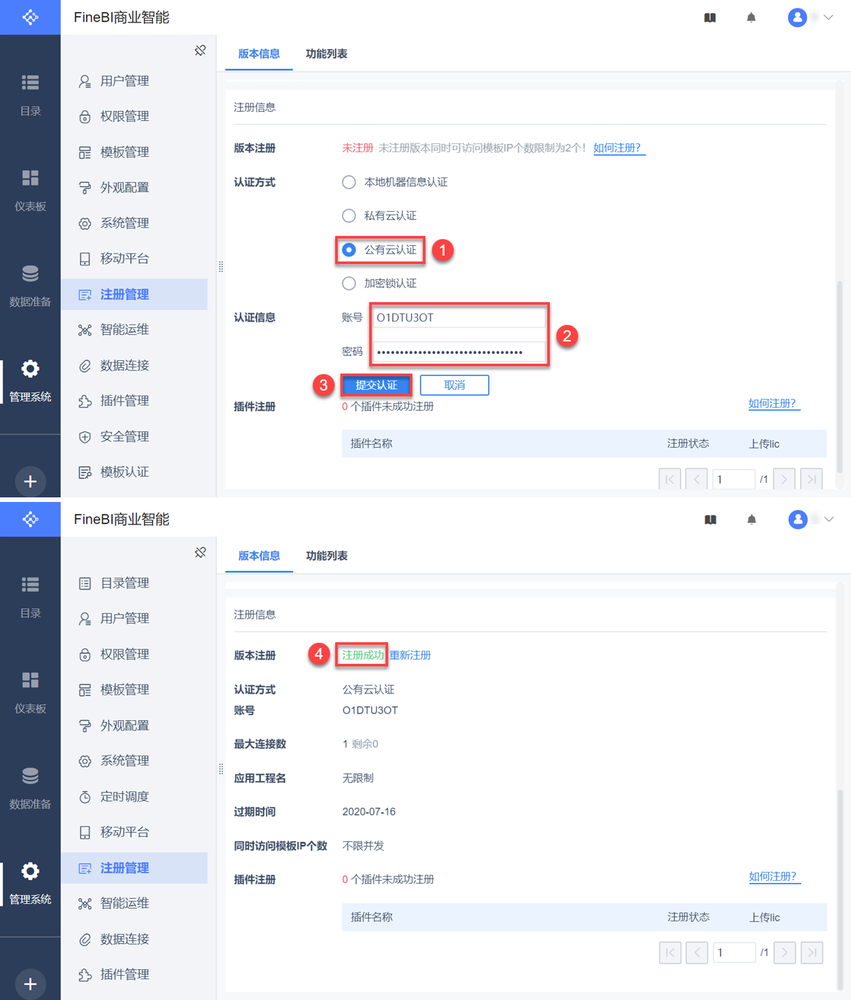 FineBI商业智能
版本信息 功能列表
目录
仪表板
数据准备
管理系统
+
用户管理
权限管理
模板管理
外观配置
系统管理
移动平台
注册管理
智能运维
数据连接
插件管理
安全管理
模板认证
注册信息
版本注册 未注册 未注册版本同时可访问模板IP个数限制为2个! 如何注册?
认证方式 本地机器信息认证
私有云认证
公有云认证 1
加密锁认证
认证信息 账号 O1DTU3OT
2
密码 ••••••••••••••••••••••••••••••••
3 提交认证 取消
插件注册 0 个插件未成功注册 如何注册?
插件名称 注册状态 上传lic
1 /1
FineBI商业智能
版本信息 功能列表
目录
仪表板
数据准备
管理系统
+
目录管理
用户管理
权限管理
模板管理
外观配置
系统管理
定时调度
移动平台
注册管理
智能运维
数据连接
插件管理
注册信息
版本注册 4 注册成功 重新注册
认证方式 公有云认证
账号 O1DTU3OT
最大连接数 1 剩余0
应用工程名 无限制
过期时间 2020-07-16
同时访问模板IP个数 不限并发
插件注册 0 个插件未成功注册 如何注册?
插件名称 注册状态 上传lic
1 /1